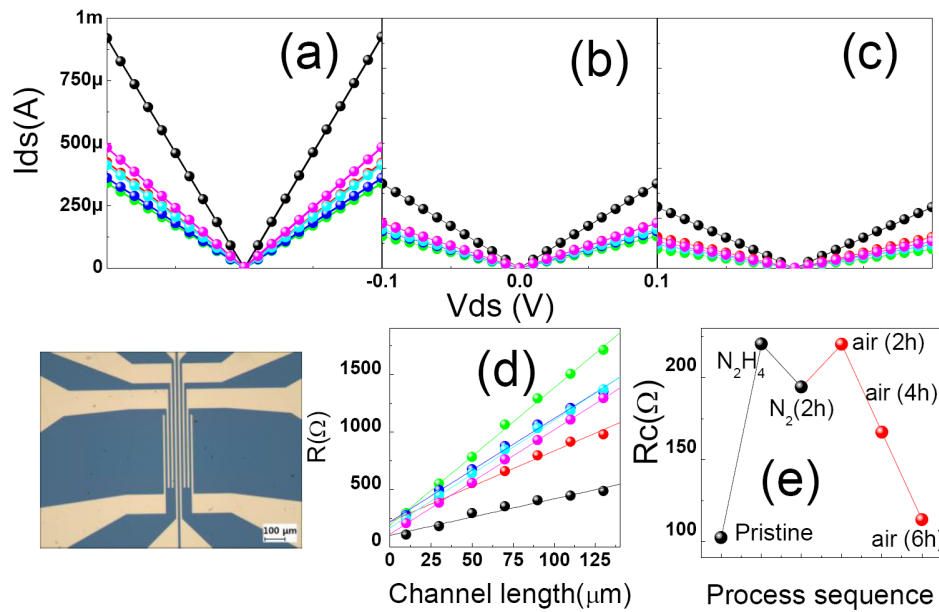 1m
750µ
500µ
250µ
0
Ids(A)
(a)
(b)
(c)
-0.1
0.0
0.1
Vds (V)
100 µm
1500
1000
500
0
R(Ω)
(d)
0
25
50
75
100
125
Channel length(µm)
200
150
100
Rc(Ω)
N₂H₄
N₂(2h)
air (2h)
air (4h)
air (6h)
Pristine
(e)
Process sequence